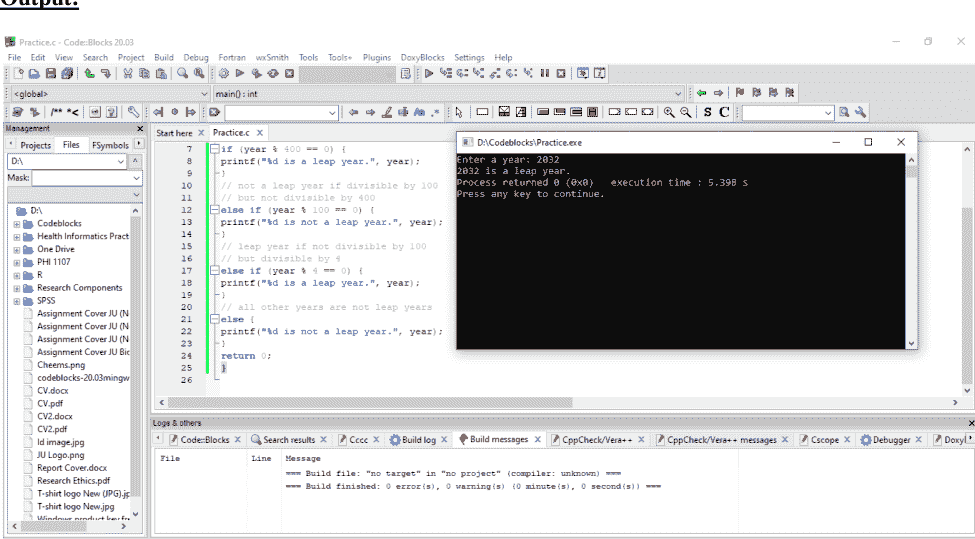 Output:
Practice.c - Code::Blocks 20.03
File Edit View Search Project Build Debug Fortran wxSmith Tools Tools+ Plugins DoxyBlocks Settings Help
<global>
main() : int
/** *<
S C
Management
Projects Files FSymbols
D:\
Mask:
D:\
Codeblocks
Health Informatics Pract
One Drive
PHI 1107
R
Research Components
SPSS
Assignment Cover JU (N
Assignment Cover JU (N
Assignment Cover JU (N
Assignment Cover JU Bic
Cheems.png
codeblocks-20.03mingw
CV.docx
CV.pdf
CV2.docx
CV2.pdf
Id image.jpg
JU Logo.png
Report Cover.docx
Research Ethics.pdf
T-shirt logo New (JPG).jp
T-shirt logo New.jpg
Windows product key fre
Start here Practice.c
7 if (year % 400 == 0) {
8 printf("%d is a leap year.", year);
9 }
10 // not a leap year if divisible by 100
11 // but not divisible by 400
12 else if (year % 100 == 0) {
13 printf("%d is not a leap year.", year);
14 }
15 // leap year if not divisible by 100
16 // but divisible by 4
17 else if (year % 4 == 0) {
18 printf("%d is a leap year.", year);
19 }
20 // all other years are not leap years
21 else {
22 printf("%d is not a leap year.", year);
23 }
24 return 0;
25 }
26
D:\Codeblocks\Practice.exe
Enter a year: 2032
2032 is a leap year.
Process returned 0 (0x0) execution time : 5.398 s
Press any key to continue.
Logs & others
Code::Blocks Search results Cccc Build log Build messages CppCheck/Vera++ CppCheck/Vera++ messages Cscope Debugger DoxyI
File Line Message
=== Build file: "no target" in "no project" (compiler: unknown) ===
=== Build finished: 0 error(s), 0 warning(s) (0 minute(s), 0 second(s)) ===